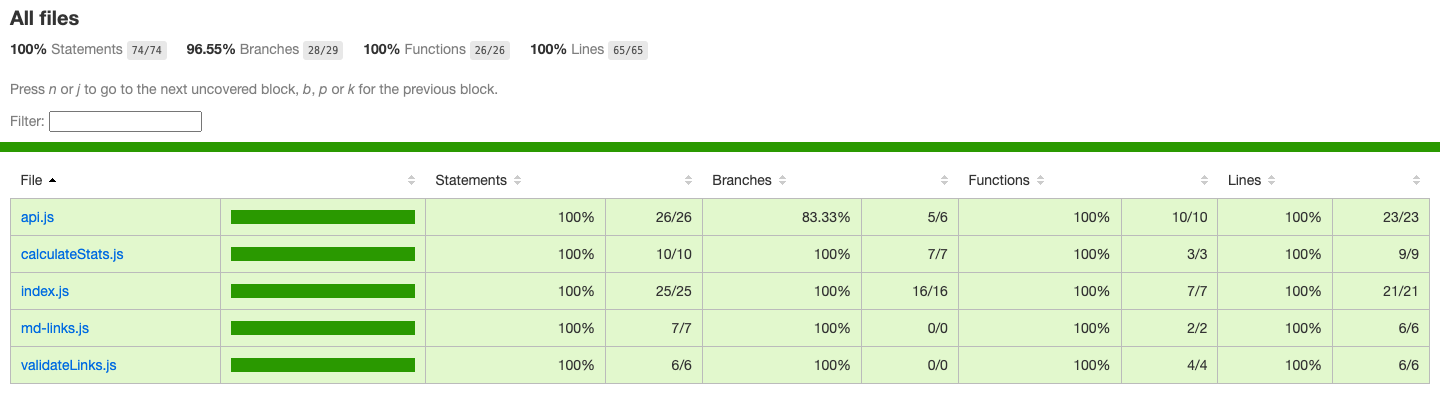 All files
100% Statements 74/74 96.55% Branches 28/29 100% Functions 26/26 100% Lines 65/65
Press n or j to go to the next uncovered block, b, p or k for the previous block.
Filter:
File Statements Branches Functions Lines
api.js 100% 26/26 83.33% 5/6 100% 10/10 100% 23/23
calculateStats.js 100% 10/10 100% 7/7 100% 3/3 100% 9/9
index.js 100% 25/25 100% 16/16 100% 7/7 100% 21/21
md-links.js 100% 7/7 100% 0/0 100% 2/2 100% 6/6
validateLinks.js 100% 6/6 100% 0/0 100% 4/4 100% 6/6